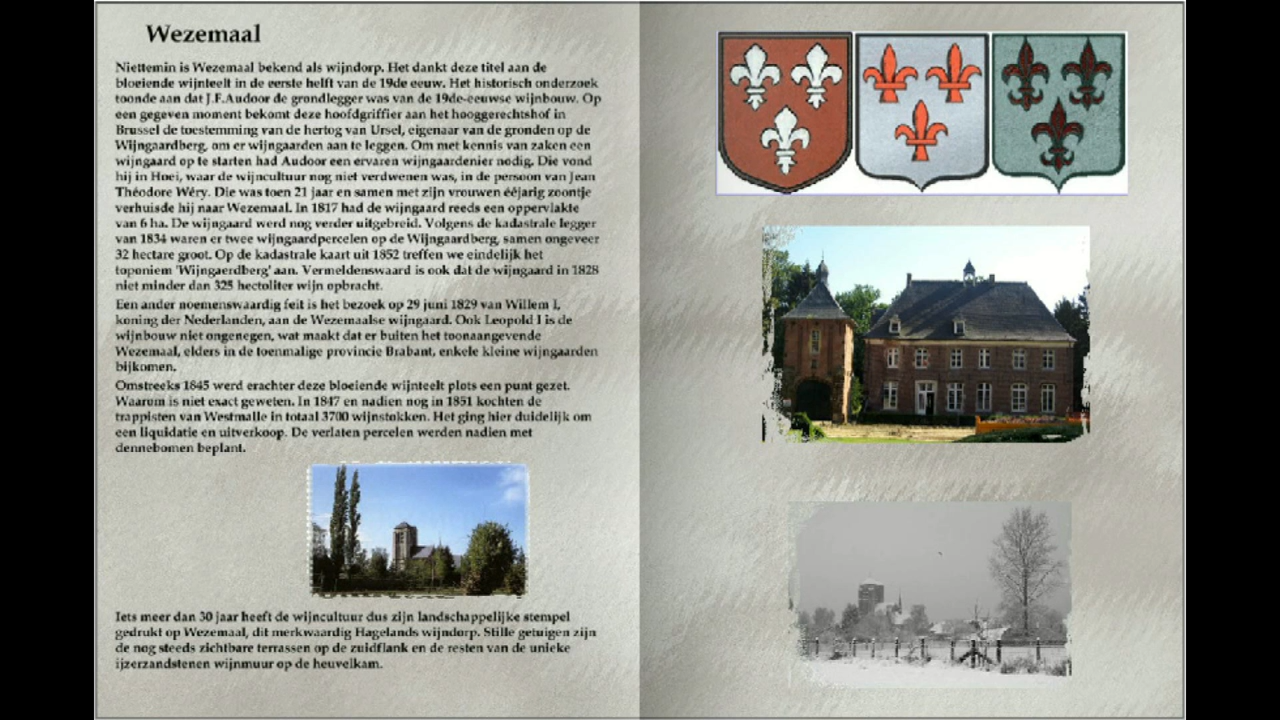 Wezemaal
Niettemin is Wezemaal bekend als wijndorp. Het dankt deze titel aan de
bloeiende wijnteelt in de eerste helft van de 19de eeuw. Het historisch onderzoek
toonde aan dat J.F.Audoor de grondlegger was van de 19de-eeuwse wijnbouw. Op
een gegeven moment bekomt deze hoofdgriffier aan het hooggerechtshof in
Brussel de toestemming van de hertog van Ursel, eigenaar van de gronden op de
Wijngaardberg, om er wijngaarden aan te leggen. Om met kennis van zaken een
wijngaard op te starten had Audoor een ervaren wijngaardenier nodig. Die vond
hij in Hoei, waar de wijncultuur nog niet verdwenen was, in de persoon van Jean
Théodore Wéry. Die was toen 21 jaar en samen met zijn vrouwen éėjarig zoontje
verhuisde hij naar Wezemaal. In 1817 had de wijngaard reeds een oppervlakte
van 6 ha. De wijngaard werd nog verder uitgebreid. Volgens de kadastrale legger
van 1834 waren er twee wijngaardpercelen op de Wijngaardberg, samen ongeveer
32 hectare groot. Op de kadastrale kaart uit 1852 treffen we eindelijk het
toponiem 'Wijngaerdberg' aan. Vermeldenswaard is ook dat de wijngaard in 1828
niet minder dan 325 hectoliter wijn opbracht.
Een ander noemenswaardig feit is het bezoek op 29 juni 1829 van Willem I,
koning der Nederlanden, aan de Wezemaalse wijngaard. Ook Leopold I is de
wijnbouw niet ongenegen, wat maakt dat er buiten het toonaangevende
Wezemaal, elders in de toenmalige provincie Brabant, enkele kleine wijngaarden
bijkomen.
Omstreeks 1845 werd erachter deze bloeiende wijnteelt plots een punt gezet.
Waarom is niet exact geweten. In 1847 en nadien nog in 1851 kochten de
trappisten van Westmalle in totaal 3700 wijnstokken. Het ging hier duidelijk om
een liquidatie en uitverkoop. De verlaten percelen werden nadien met
dennebomen beplant.
Iets meer dan 30 jaar heeft de wijncultuur dus zijn landschappelijke stempel
gedrukt op Wezemaal, dit merkwaardig Hagelands wijndorp. Stille getuigen zijn
de nog steeds zichtbare terrassen op de zuidflank en de resten van de unieke
ijzerzandstenen wijnmuur op de heuvelkam.